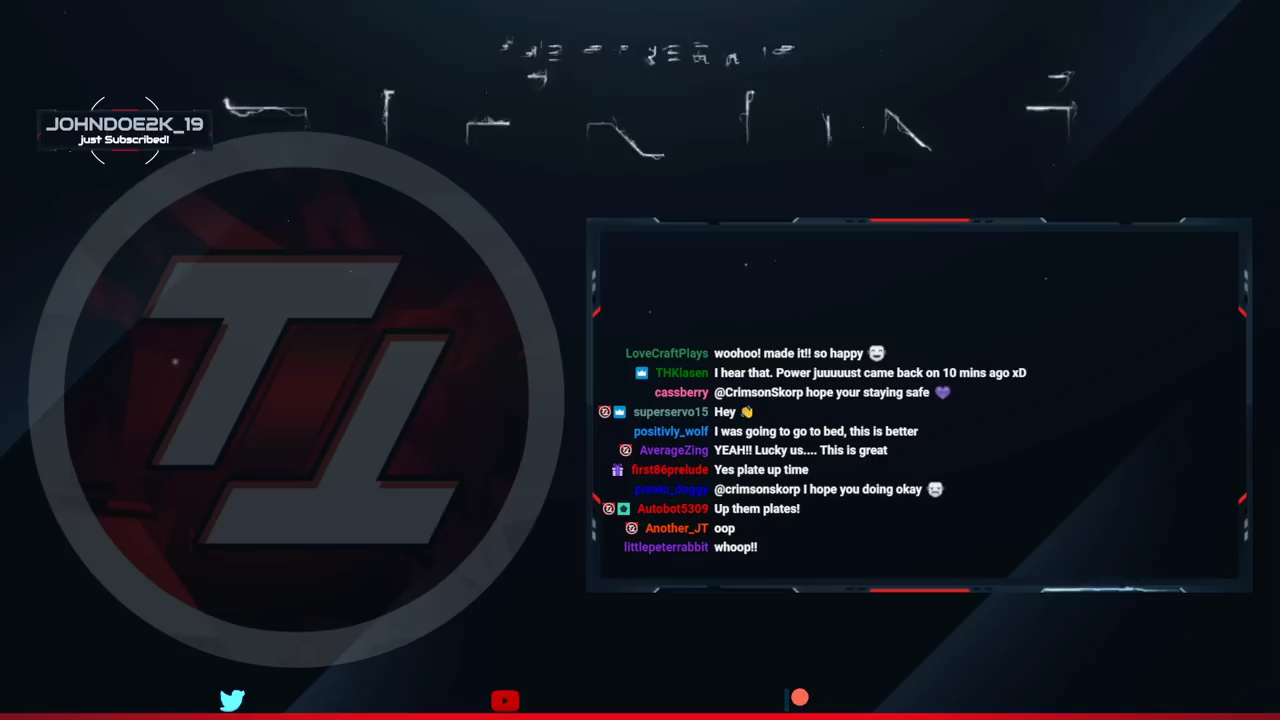 JOHNDOE2K_19
just Subscribed!
LoveCraftPlays woohoo! made it!! so happy
THKlasen I hear that. Power juuuuust came back on 10 mins ago xD
cassberry @CrimsonSkorp hope your staying safe 💜
superservo15 Hey 👋
positivly_wolf I was going to go to bed, this is better
AverageZing YEAH!! Lucky us.... This is great
first86prelude Yes plate up time
potato_doggy @crimsonskorp I hope you doing okay
Autobot5309 Up them plates!
Another_JT oop
littlepeterrabbit whoop!!